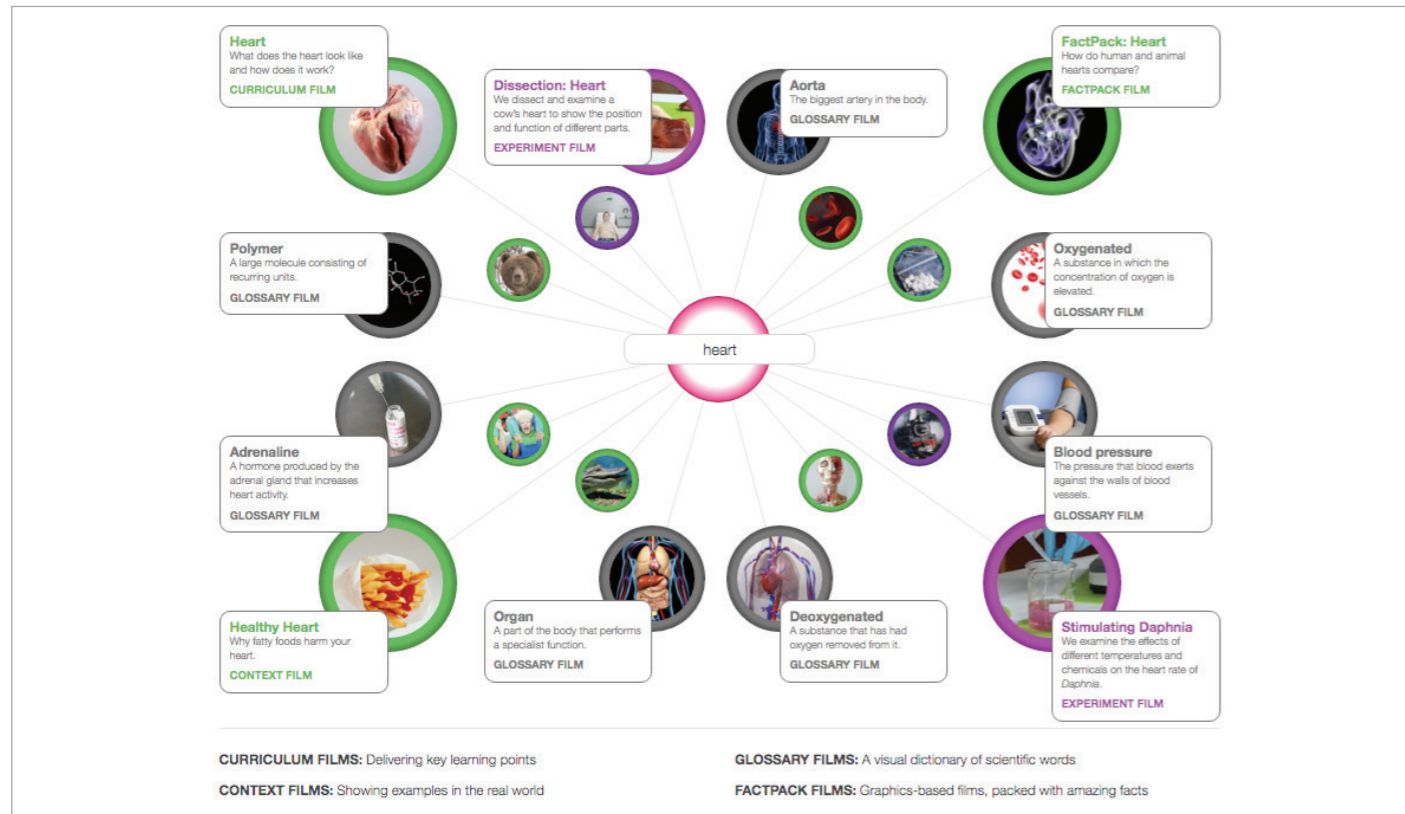 Heart
What does the heart look like
and how does it work?
CURRICULUM FILM
Dissection: Heart
We dissect and examine a
cow's heart to show the position
and function of different parts.
EXPERIMENT FILM
Aorta
The biggest artery in the body.
GLOSSARY FILM
FactPack: Heart
How do human and animal
hearts compare?
FACTPACK FILM
Polymer
A large molecule consisting of
recurring units.
GLOSSARY FILM
Oxygenated
A substance in which the
concentration of oxygen is
elevated.
GLOSSARY FILM
heart
Adrenaline
A hormone produced by the
adrenal gland that increases
heart activity.
GLOSSARY FILM
Blood pressure
The pressure that blood exerts
against the walls of blood
vessels.
GLOSSARY FILM
Healthy Heart
Why fatty foods harm your
heart.
CONTEXT FILM
Organ
A part of the body that performs
a specialist function.
GLOSSARY FILM
Deoxygenated
A substance that has had
oxygen removed from it.
GLOSSARY FILM
Stimulating Daphnia
We examine the effects of
different temperatures and
chemicals on the heart rate of
Daphnia.
EXPERIMENT FILM
CURRICULUM FILMS: Delivering key learning points
GLOSSARY FILMS: A visual dictionary of scientific words
CONTEXT FILMS: Showing examples in the real world
FACTPACK FILMS: Graphics-based films, packed with amazing facts